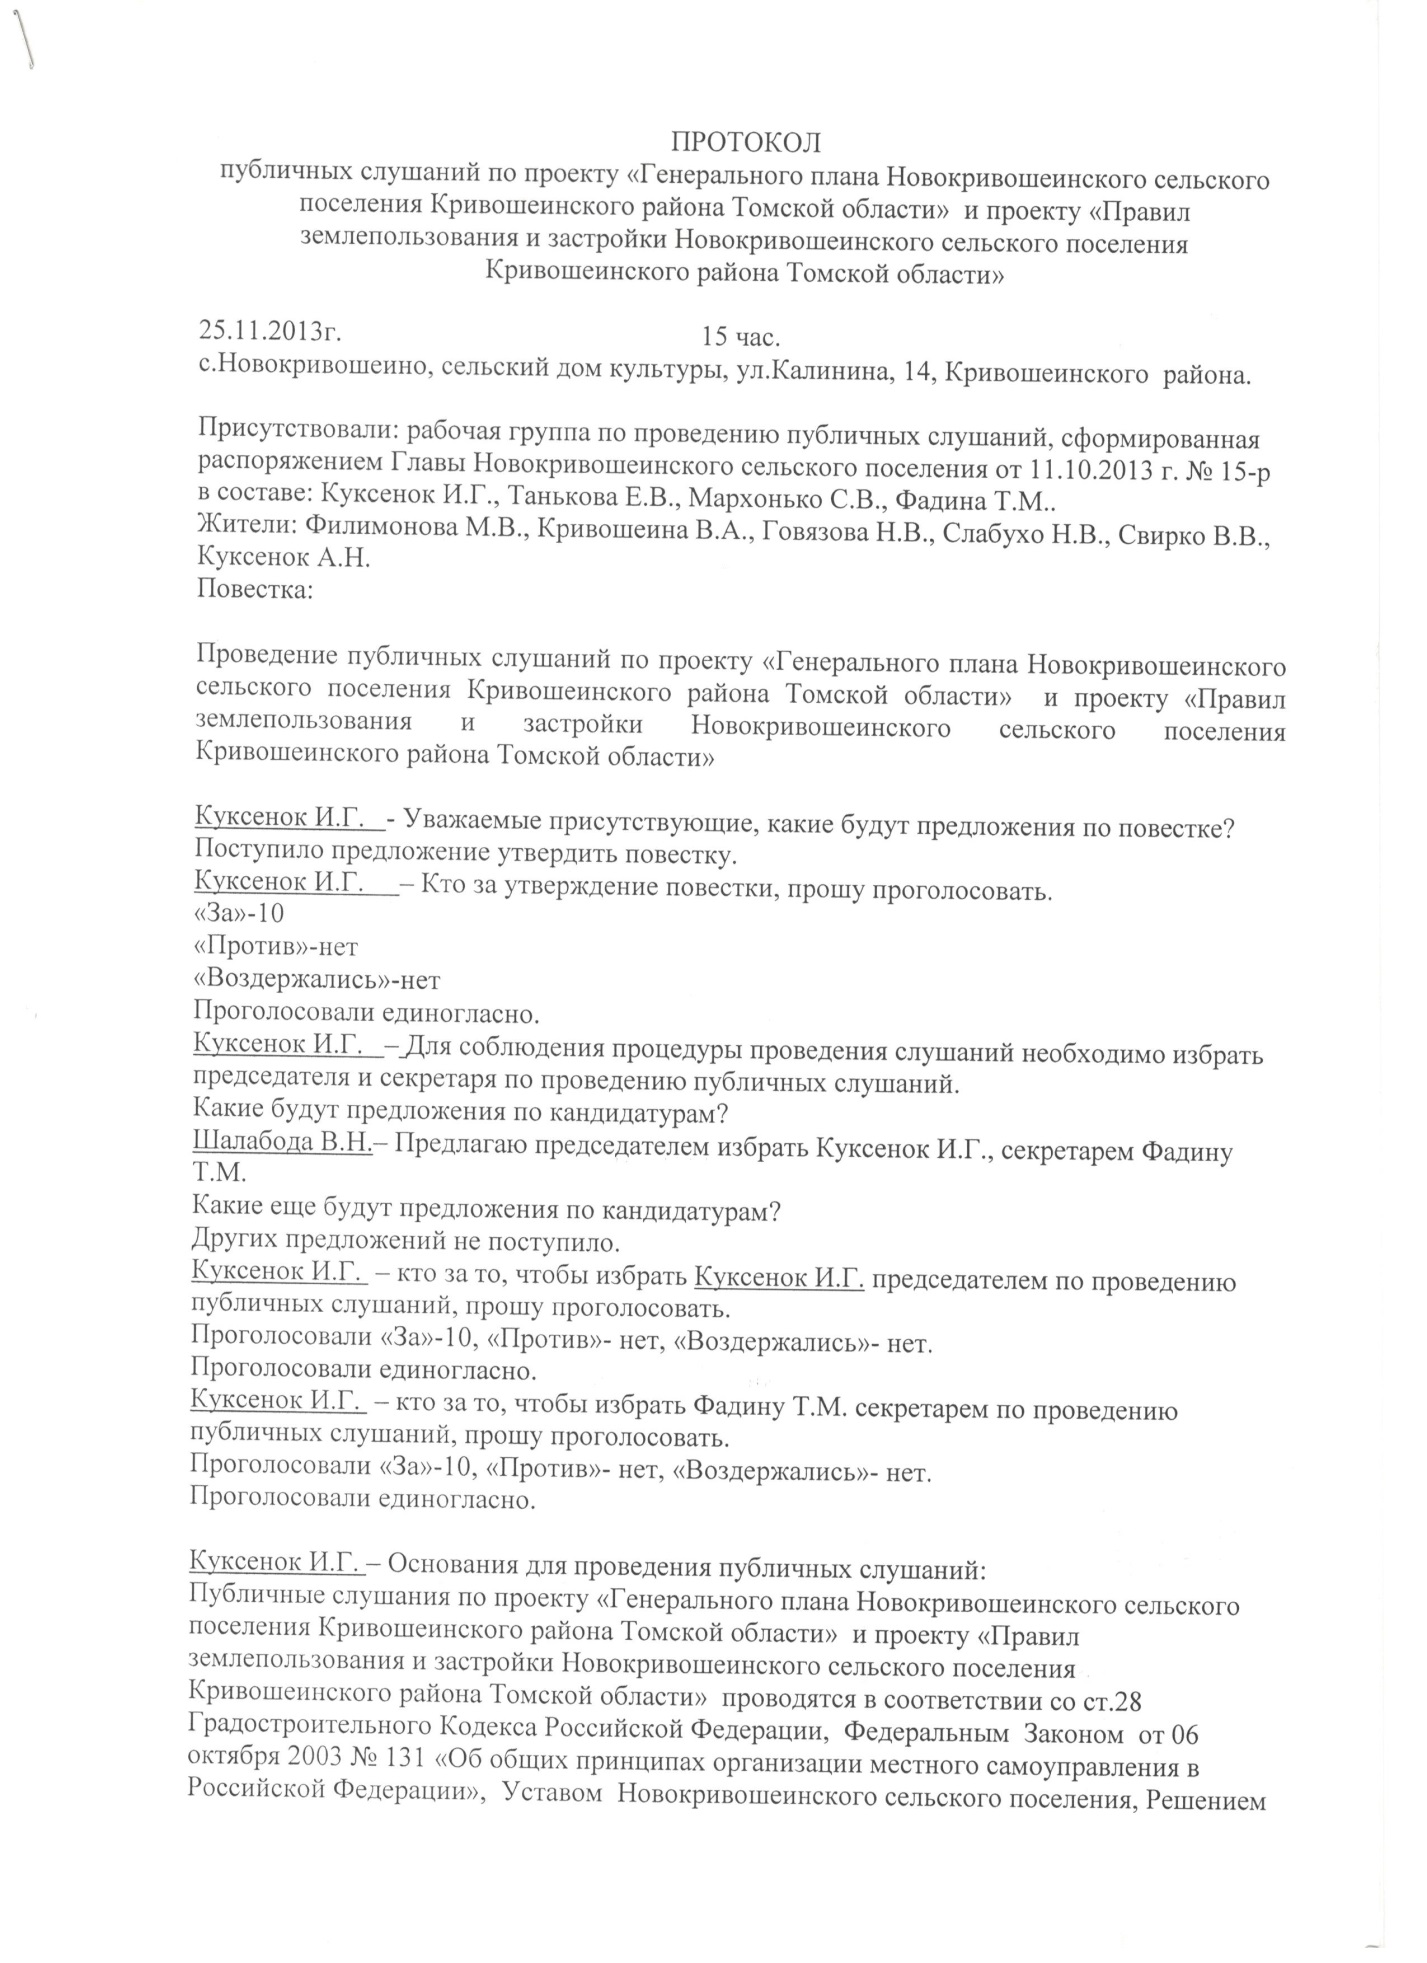 ПРОТОКОЛ
публичных слушаний по проекту «Генерального плана Новокривошеинского сельского
поселения Кривошеинского района Томской области»  и проекту «Правил
землепользования и застройки Новокривошеинского сельского поселения
Кривошеинского района Томской области»
25.11.2013г. 15 час.
с.Новокривошеино, сельский дом культуры, ул.Калинина, 14, Кривошеинского  района.
Присутствовали: рабочая группа по проведению публичных слушаний, сформированная
распоряжением Главы Новокривошеинского сельского поселения от 11.10.2013 г. № 15-р
в составе: Куксенок И.Г., Танькова Е.В., Мархонько С.В., Фадина Т.М..
Жители: Филимонова М.В., Кривошеина В.А., Говязова Н.В., Слабухо Н.В., Свирко В.В.,
Куксенок А.Н.
Повестка:
Проведение публичных слушаний по проекту «Генерального плана Новокривошеинского
сельского поселения Кривошеинского района Томской области»  и проекту «Правил
землепользования и застройки Новокривошеинского сельского поселения
Кривошеинского района Томской области»
Куксенок И.Г.   - Уважаемые присутствующие, какие будут предложения по повестке?
Поступило предложение утвердить повестку.
Куксенок И.Г.     – Кто за утверждение повестки, прошу проголосовать.
«За»-10
«Против»-нет
«Воздержались»-нет
Проголосовали единогласно.
Куксенок И.Г.   – Для соблюдения процедуры проведения слушаний необходимо избрать
председателя и секретаря по проведению публичных слушаний.
Какие будут предложения по кандидатурам?
Шалабода В.Н.– Предлагаю председателем избрать Куксенок И.Г., секретарем Фадину
Т.М.
Какие еще будут предложения по кандидатурам?
Других предложений не поступило.
Куксенок И.Г.  – кто за то, чтобы избрать Куксенок И.Г. председателем по проведению
публичных слушаний, прошу проголосовать.
Проголосовали «За»-10, «Против»- нет, «Воздержались»- нет.
Проголосовали единогласно.
Куксенок И.Г.  – кто за то, чтобы избрать Фадину Т.М. секретарем по проведению
публичных слушаний, прошу проголосовать.
Проголосовали «За»-10, «Против»- нет, «Воздержались»- нет.
Проголосовали единогласно.
Куксенок И.Г. – Основания для проведения публичных слушаний:
Публичные слушания по проекту «Генерального плана Новокривошеинского сельского
поселения Кривошеинского района Томской области»  и проекту «Правил
землепользования и застройки Новокривошеинского сельского поселения
Кривошеинского района Томской области»  проводятся в соответствии со ст.28
Градостроительного Кодекса Российской Федерации,  Федеральным  Законом  от 06
октября 2003 № 131 «Об общих принципах организации местного самоуправления в
Российской Федерации»,  Уставом  Новокривошеинского сельского поселения, Решением